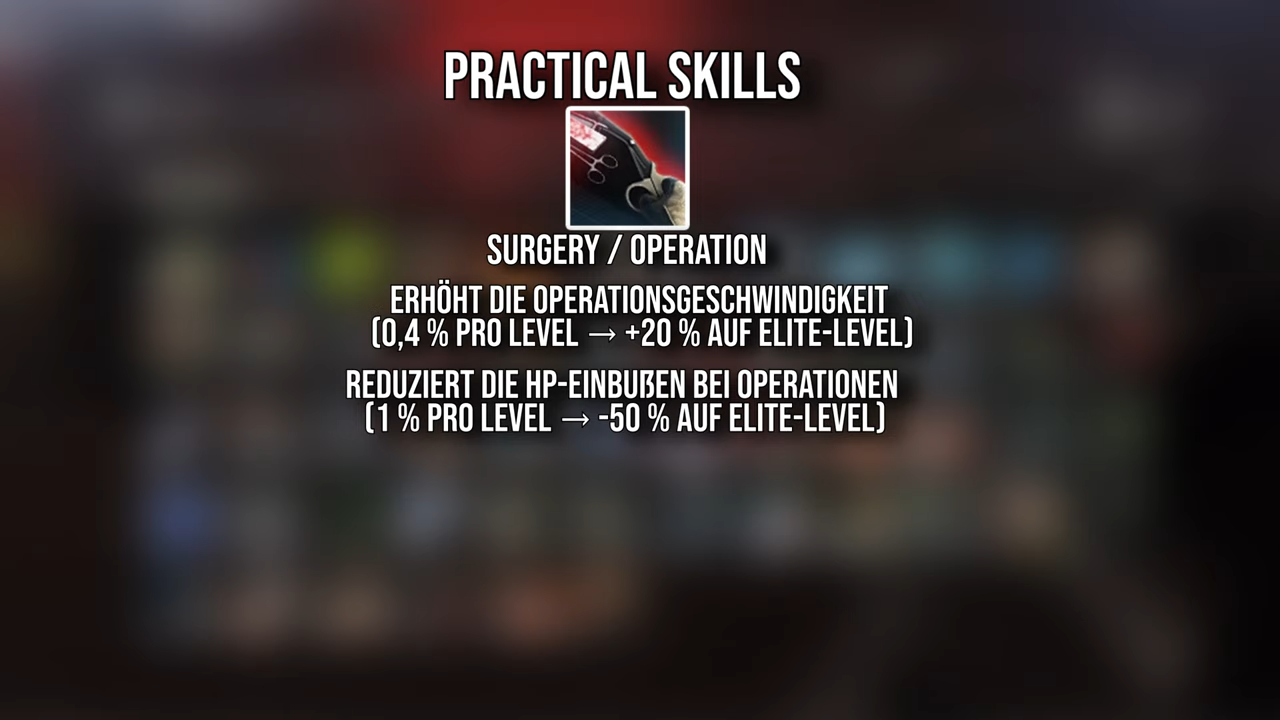 PRACTICAL SKILLS
SURGERY / OPERATION
ERHÖHT DIE OPERATIONSGESCHWINDIGKEIT
(0,4 % PRO LEVEL → +20 % AUF ELITE-LEVEL)
REDUZIERT DIE HP-EINBUßEN BEI OPERATIONEN
(1 % PRO LEVEL → -50 % AUF ELITE-LEVEL)